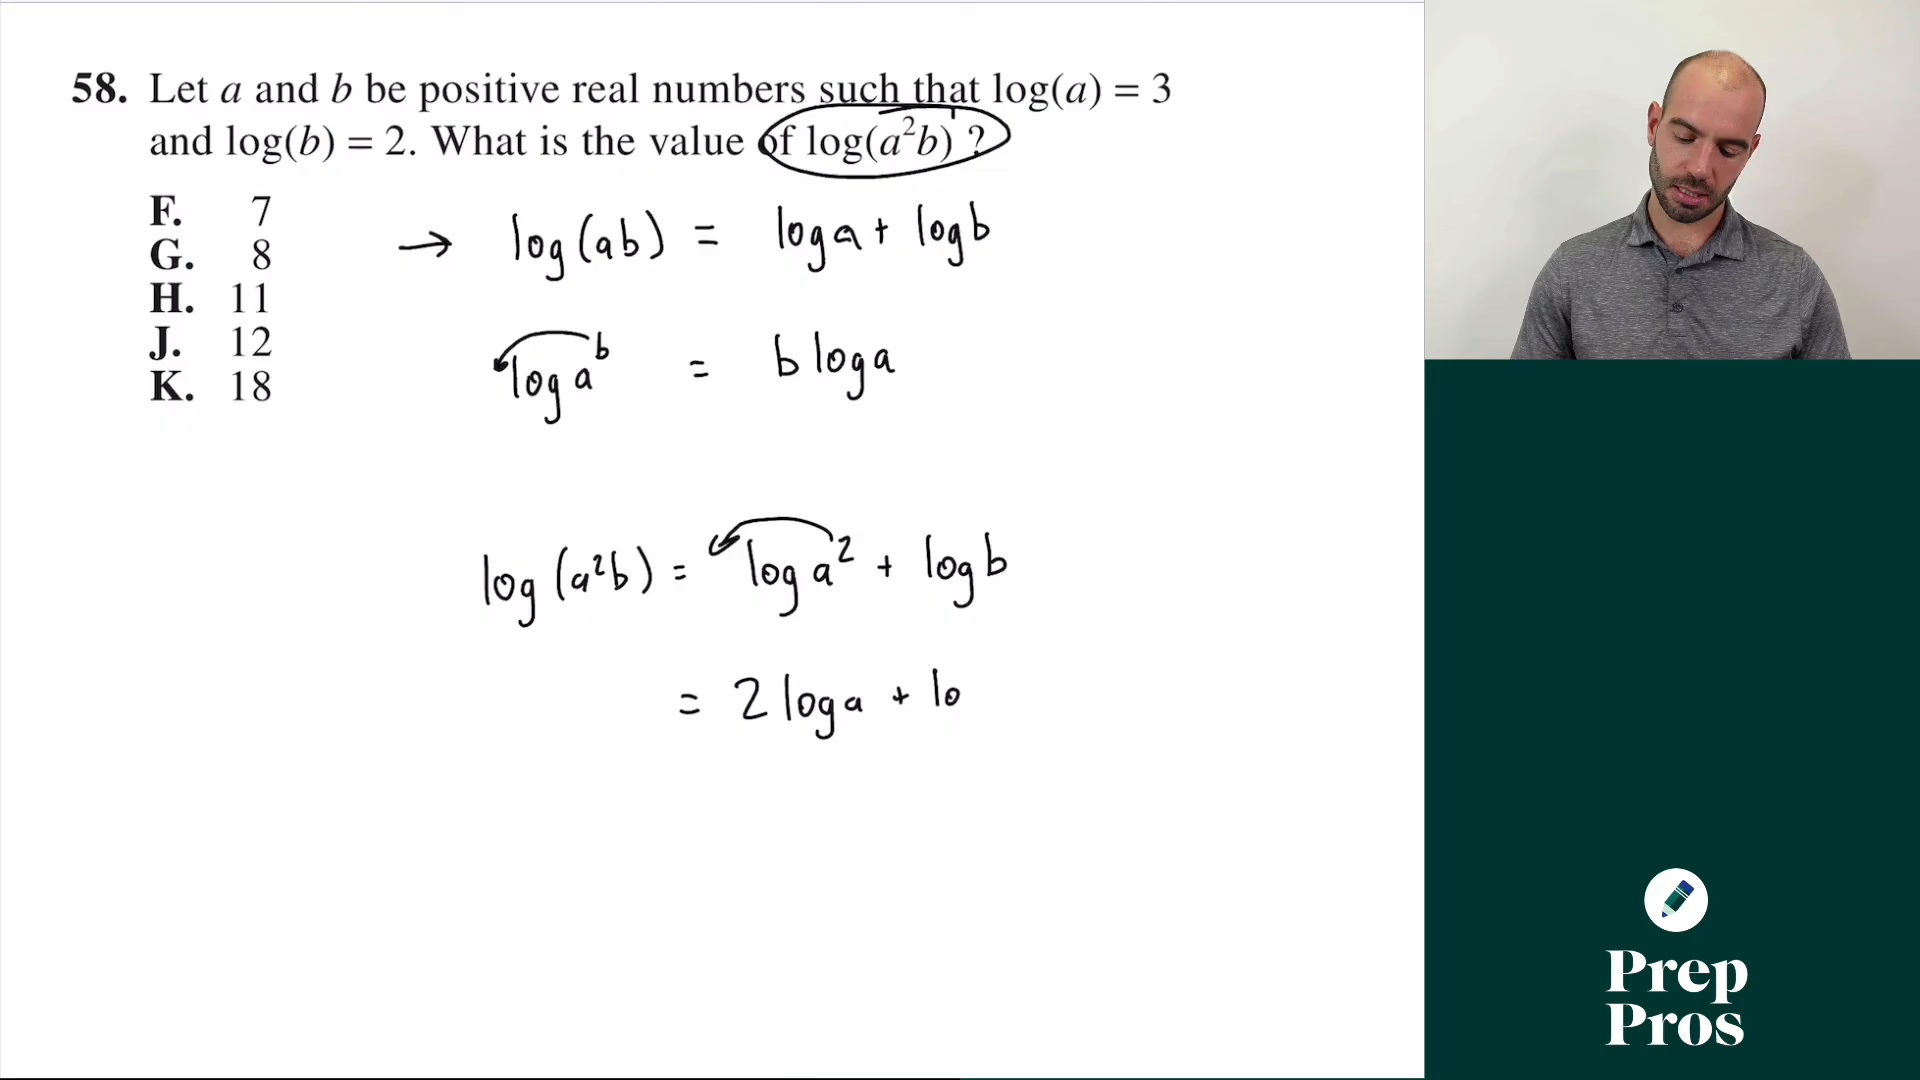 58. Let a and b be positive real numbers such that log(a) = 3
and log(b) = 2. What is the value of log(a²b) ?
F. 7
G. 8
H. 11
J. 12
K. 18
→ log(ab) = log a + log b
log a^b = b log a
log(a²b) = log a² + log b
= 2 log a + lo
Prep
Pros